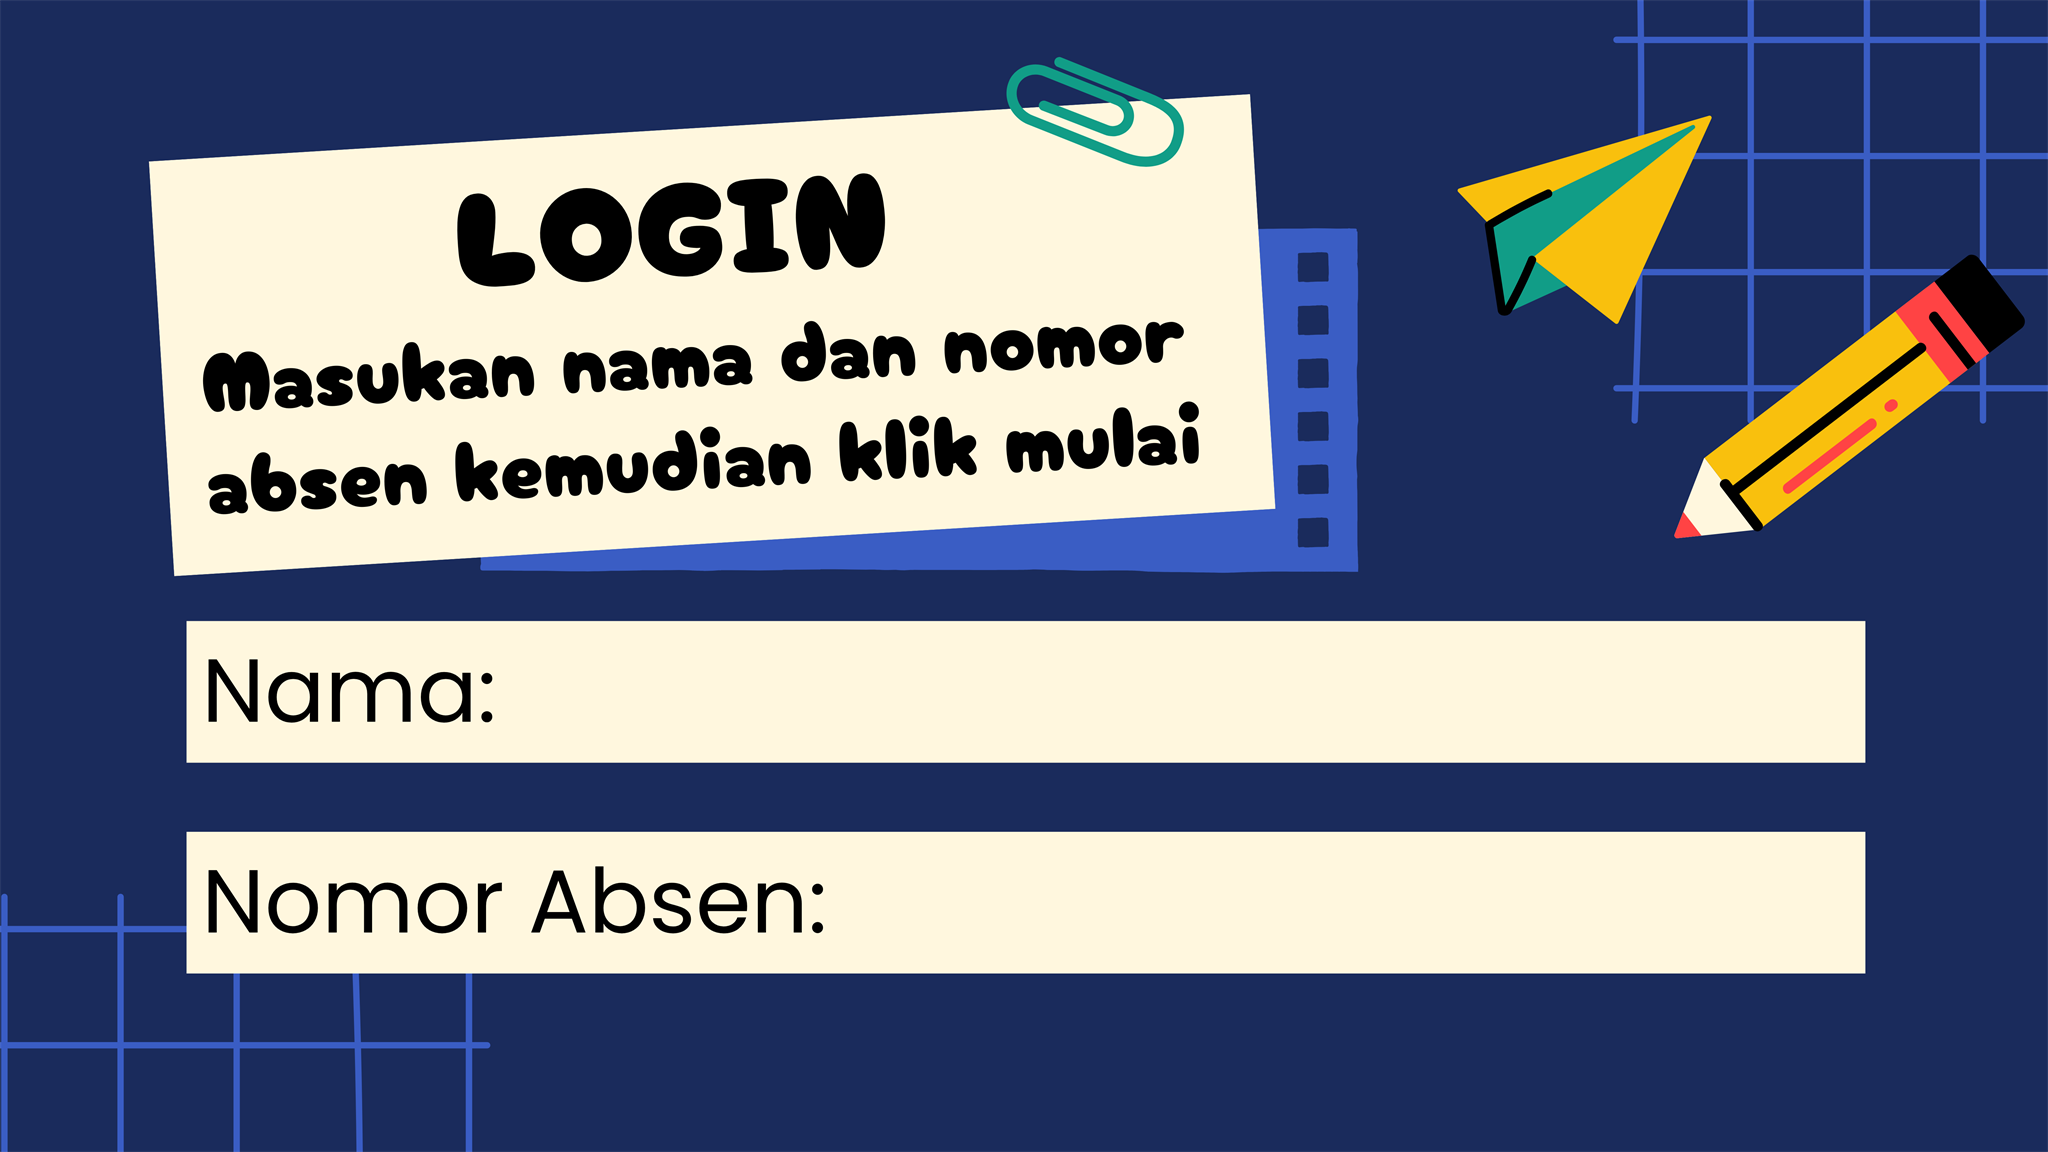 LOGIN
Masukan nama dan nomor
absen kemudian klik mulai
Nama:
Nomor Absen: